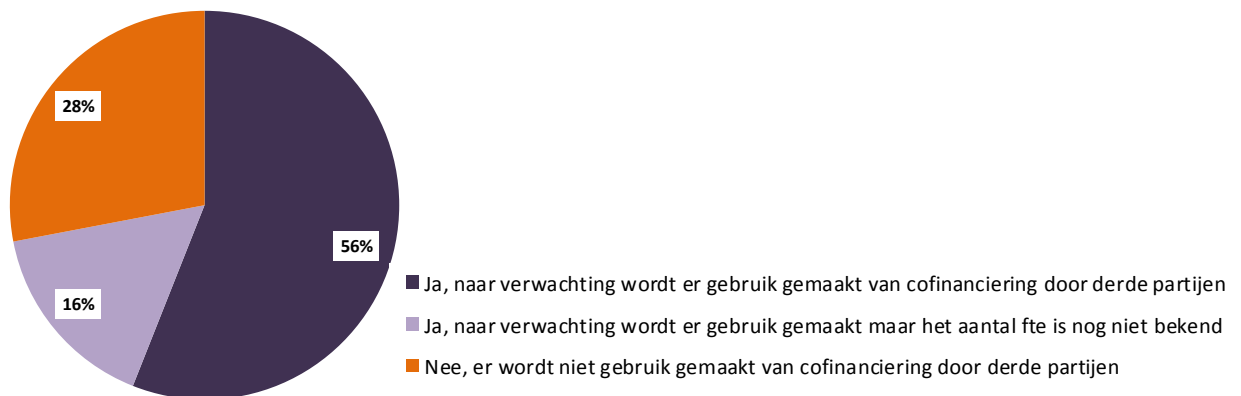 28%
56%
16%
Ja, naar verwachting wordt er gebruik gemaakt van cofinanciering door derde partijen
Ja, naar verwachting wordt er gebruik gemaakt maar het aantal fte is nog niet bekend
Nee, er wordt niet gebruik gemaakt van cofinanciering door derde partijen